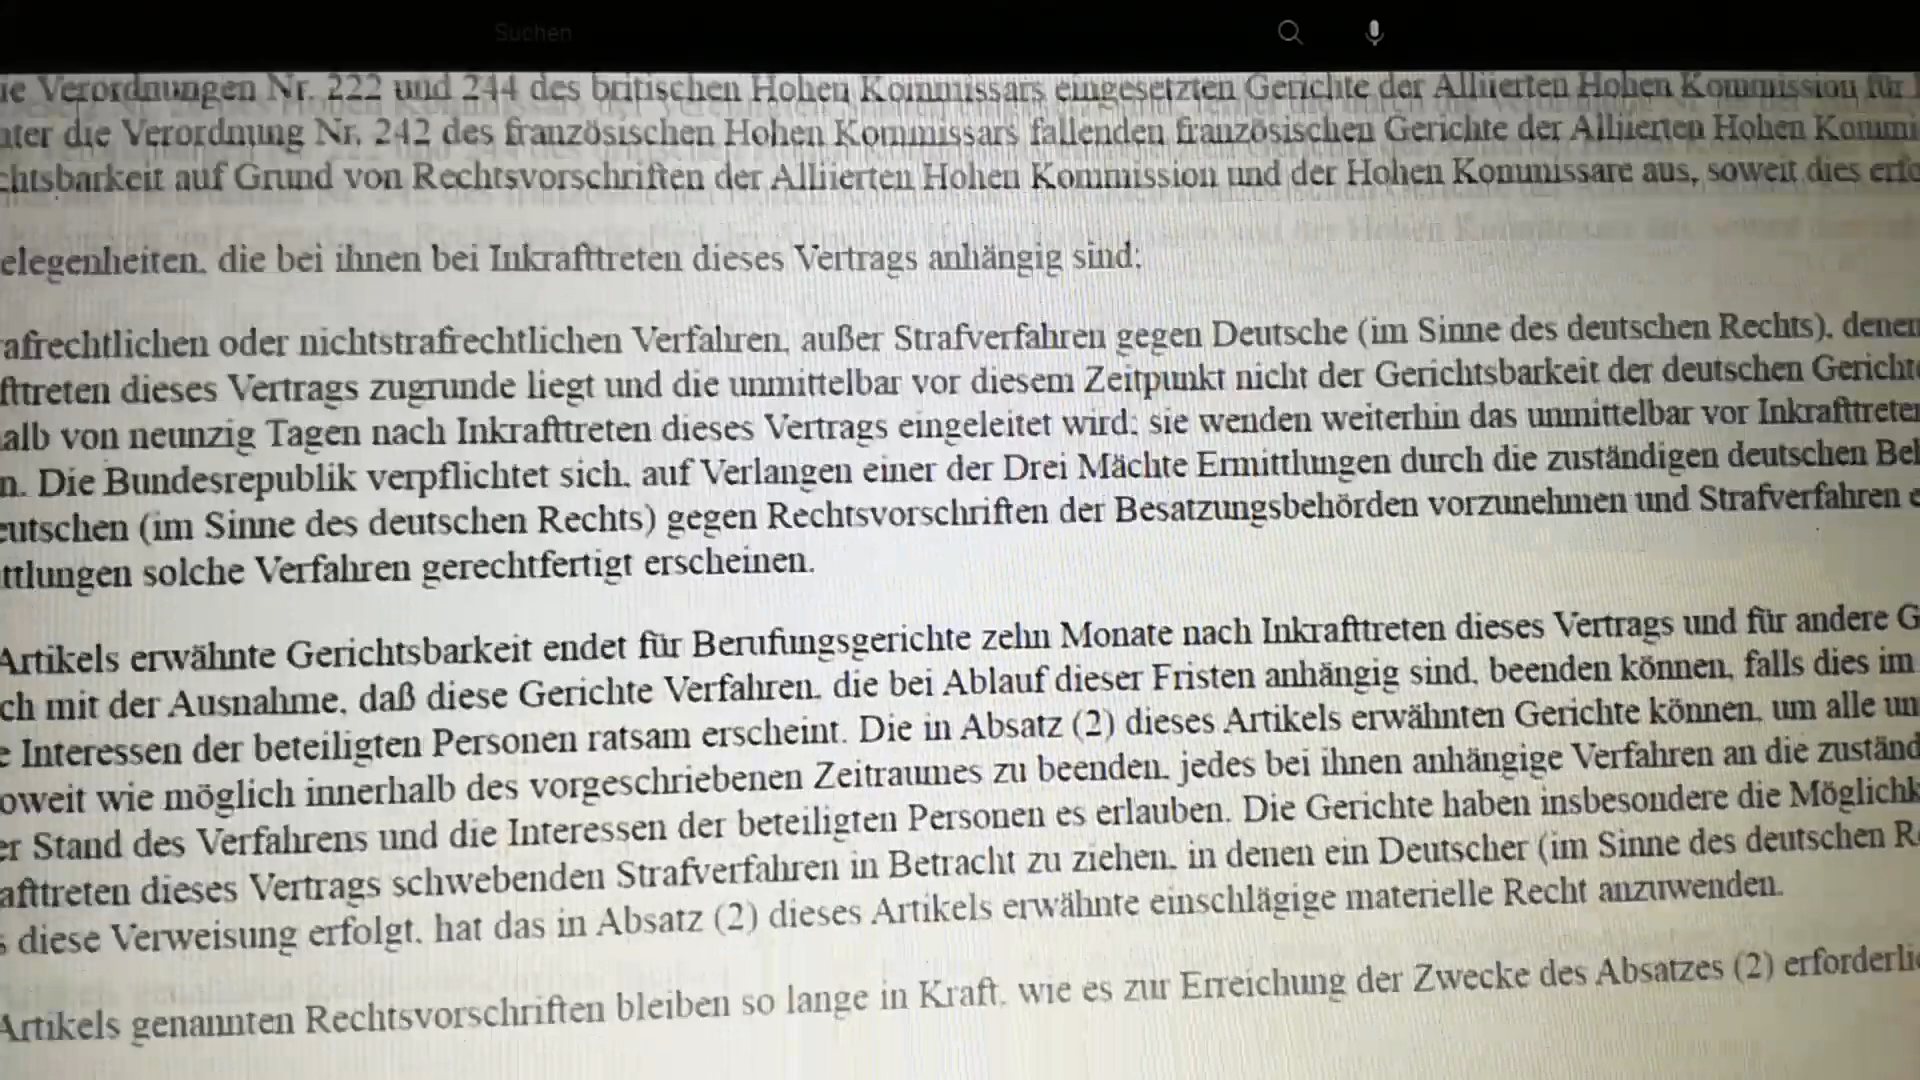 Suchen
ie Verordnungen Nr. 222 und 244 des britischen Hohen Kommissars eingesetzten Gerichte der Alliierten Hohen Kommission für
nter die Verordnung Nr. 242 des französischen Hohen Kommissars fallenden französischen Gerichte der Alliierten Hohen Kommi
chtsbarkeit auf Grund von Rechtsvorschriften der Alliierten Hohen Kommission und der Hohen Kommissare aus, soweit dies erfo
elegenheiten, die bei ihnen bei Inkrafttreten dieses Vertrags anhängig sind;
rafrechtlichen oder nichtstrafrechtlichen Verfahren, außer Strafverfahren gegen Deutsche (im Sinne des deutschen Rechts), denen
fttreten dieses Vertrags zugrunde liegt und die unmittelbar vor diesem Zeitpunkt nicht der Gerichtsbarkeit der deutschen Gerichte
alb von neunzig Tagen nach Inkrafttreten dieses Vertrags eingeleitet wird; sie wenden weiterhin das unmittelbar vor Inkrafttreten
n. Die Bundesrepublik verpflichtet sich, auf Verlangen einer der Drei Mächte Ermittlungen durch die zuständigen deutschen Beh
eutschen (im Sinne des deutschen Rechts) gegen Rechtsvorschriften der Besatzungsbehörden vorzunehmen und Strafverfahren e
ttlungen solche Verfahren gerechtfertigt erscheinen.
Artikels erwähnte Gerichtsbarkeit endet für Berufungsgerichte zehn Monate nach Inkrafttreten dieses Vertrags und für andere G
ch mit der Ausnahme, daß diese Gerichte Verfahren, die bei Ablauf dieser Fristen anhängig sind, beenden können, falls dies im
e Interessen der beteiligten Personen ratsam erscheint. Die in Absatz (2) dieses Artikels erwähnten Gerichte können, um alle un
oweit wie möglich innerhalb des vorgeschriebenen Zeitraumes zu beenden, jedes bei ihnen anhängige Verfahren an die zuständ
er Stand des Verfahrens und die Interessen der beteiligten Personen es erlauben. Die Gerichte haben insbesondere die Möglichk
afttreten dieses Vertrags schwebenden Strafverfahren in Betracht zu ziehen, in denen ein Deutscher (im Sinne des deutschen Re
s diese Verweisung erfolgt, hat das in Absatz (2) dieses Artikels erwähnte einschlägige materielle Recht anzuwenden.
Artikels genannten Rechtsvorschriften bleiben so lange in Kraft, wie es zur Erreichung der Zwecke des Absatzes (2) erforderlic